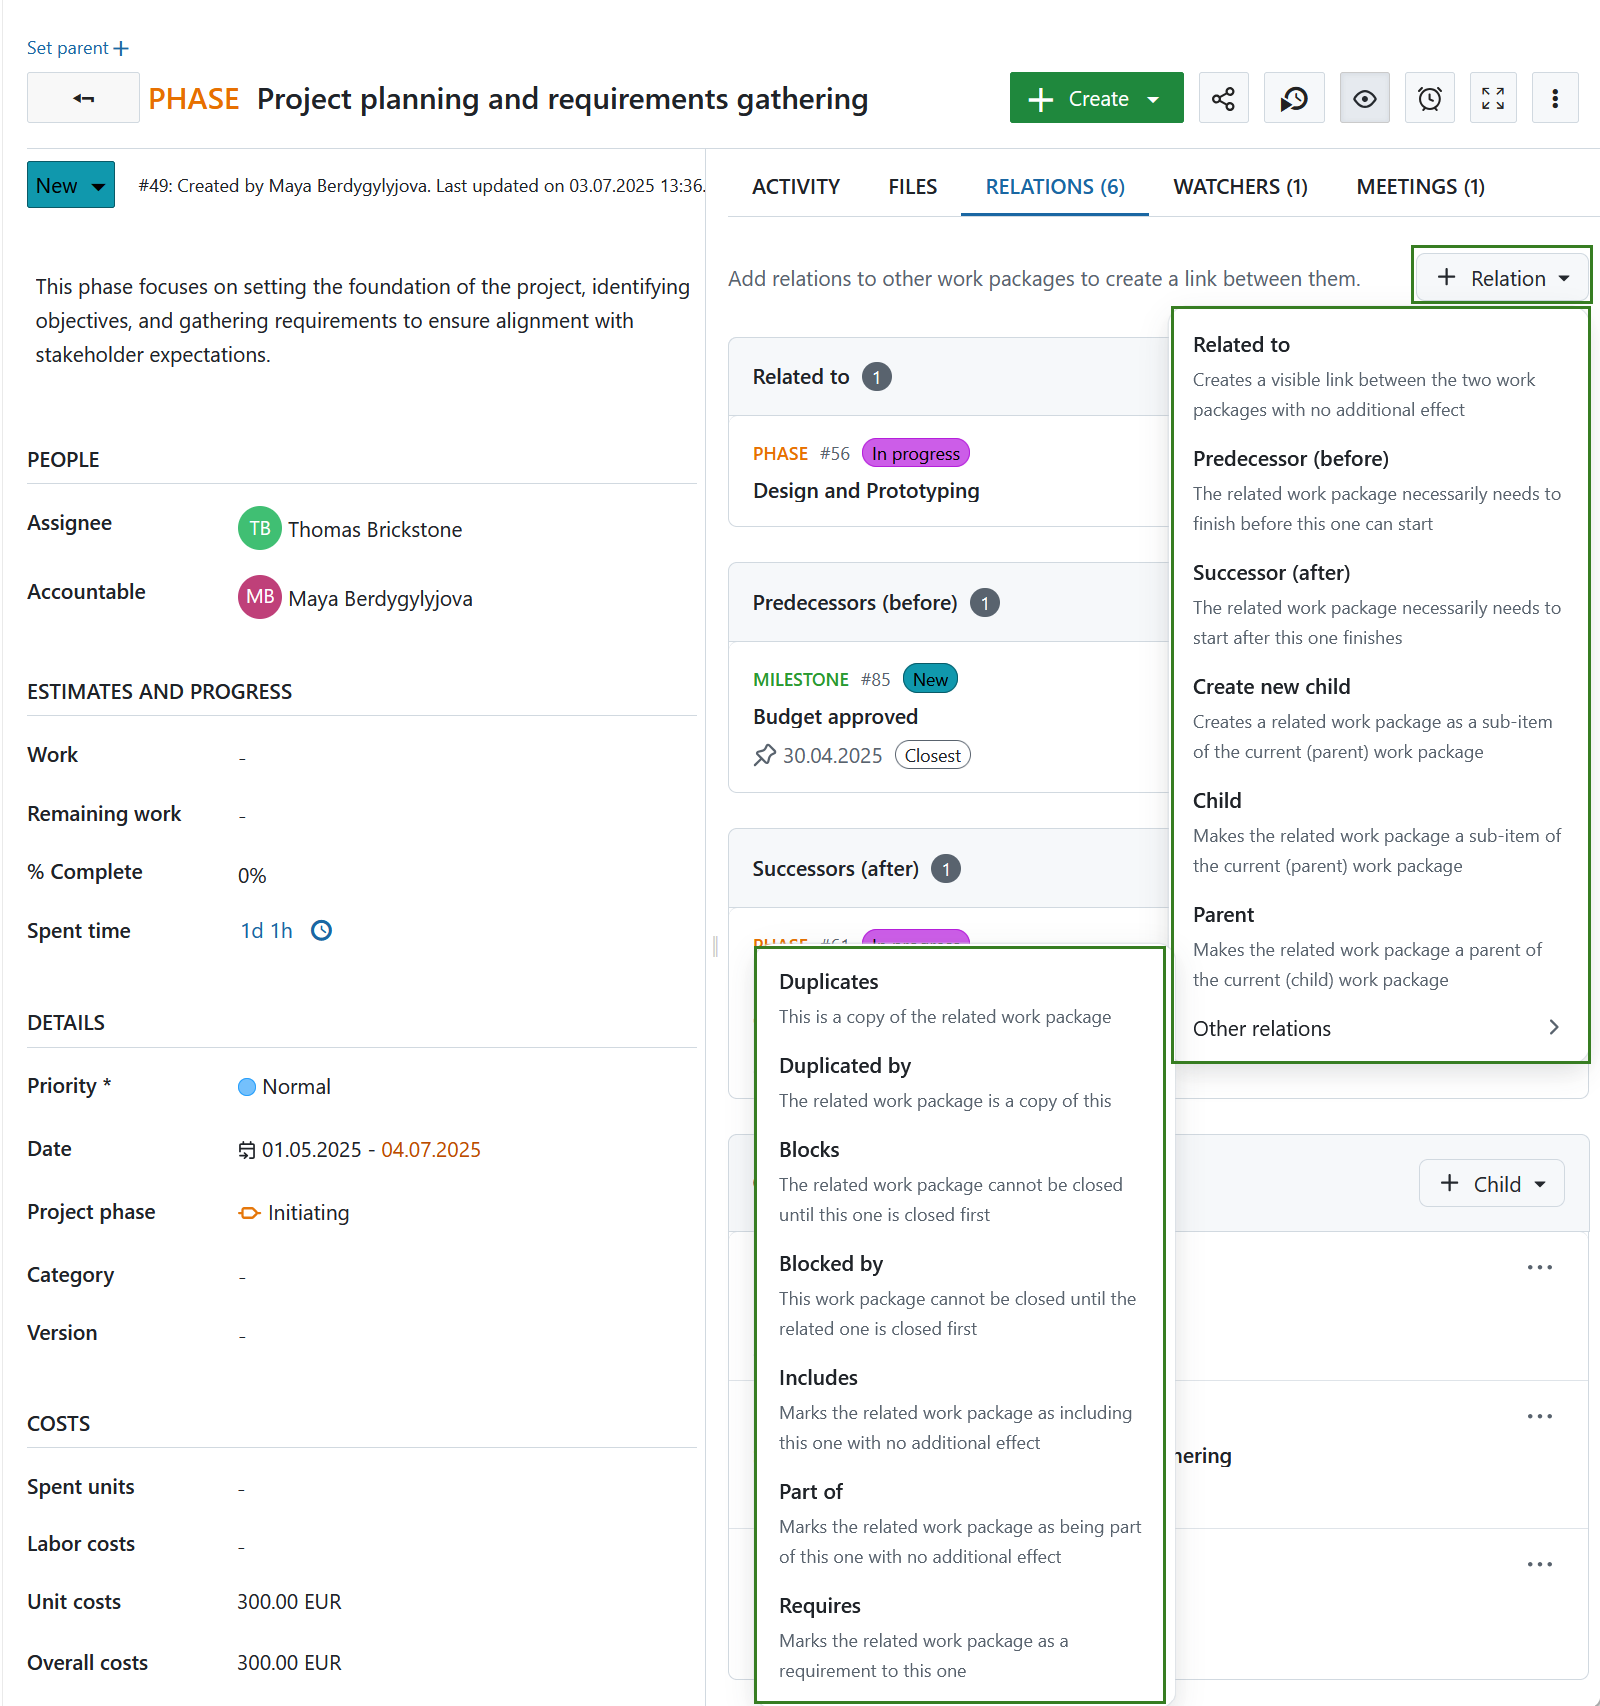 Set parent
PHASE Project planning and requirements gathering
Create
New
#49: Created by Maya Berdygylyjova. Last updated on 03.07.2025 13:36.
This phase focuses on setting the foundation of the project, identifying
objectives, and gathering requirements to ensure alignment with
stakeholder expectations.
PEOPLE
Assignee
TB Thomas Brickstone
Accountable
MB Maya Berdygylyjova
ESTIMATES AND PROGRESS
Work -
Remaining work -
% Complete 0%
Spent time 1d 1h
DETAILS
Priority * Normal
Date 01.05.2025 - 04.07.2025
Project phase Initiating
Category -
Version -
COSTS
Spent units -
Labor costs -
Unit costs 300.00 EUR
Overall costs 300.00 EUR
ACTIVITY FILES RELATIONS (6) WATCHERS (1) MEETINGS (1)
Add relations to other work packages to create a link between them.
+ Relation
Related to 1
PHASE #56 In progress
Design and Prototyping
Predecessors (before) 1
MILESTONE #85 New
Budget approved
30.04.2025 Closest
Successors (after) 1
PHASE #61 In progress
+ Child
hering
Related to
Creates a visible link between the two work
packages with no additional effect
Predecessor (before)
The related work package necessarily needs to
finish before this one can start
Successor (after)
The related work package necessarily needs to
start after this one finishes
Create new child
Creates a related work package as a sub-item
of the current (parent) work package
Child
Makes the related work package a sub-item of
the current (parent) work package
Parent
Makes the related work package a parent of
the current (child) work package
Other relations
Duplicates
This is a copy of the related work package
Duplicated by
The related work package is a copy of this
Blocks
The related work package cannot be closed
until this one is closed first
Blocked by
This work package cannot be closed until the
related one is closed first
Includes
Marks the related work package as including
this one with no additional effect
Part of
Marks the related work package as being part
of this one with no additional effect
Requires
Marks the related work package as a
requirement to this one